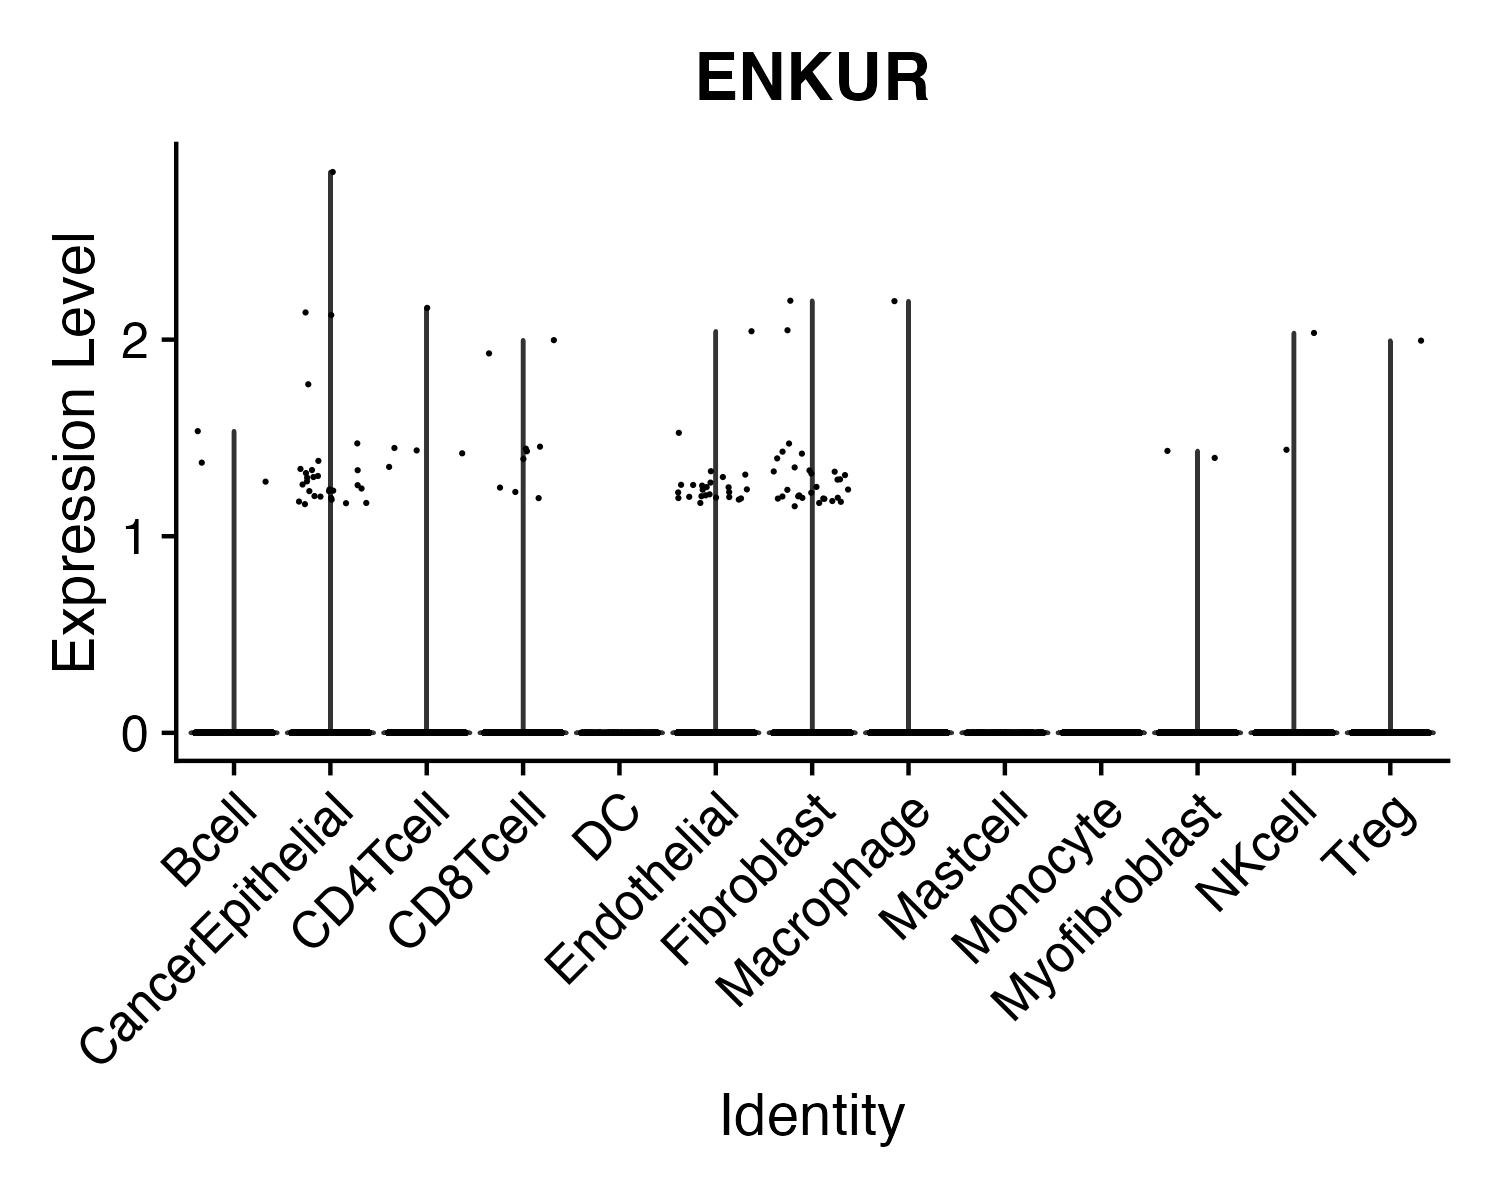 ENKUR
Expression Level
2
1
0
Bcell
CancerEpithelial
CD4Tcell
CD8Tcell
DC
Endothelial
Fibroblast
Macrophage
Mastcell
Monocyte
Myofibroblast
NKcell
Treg
Identity